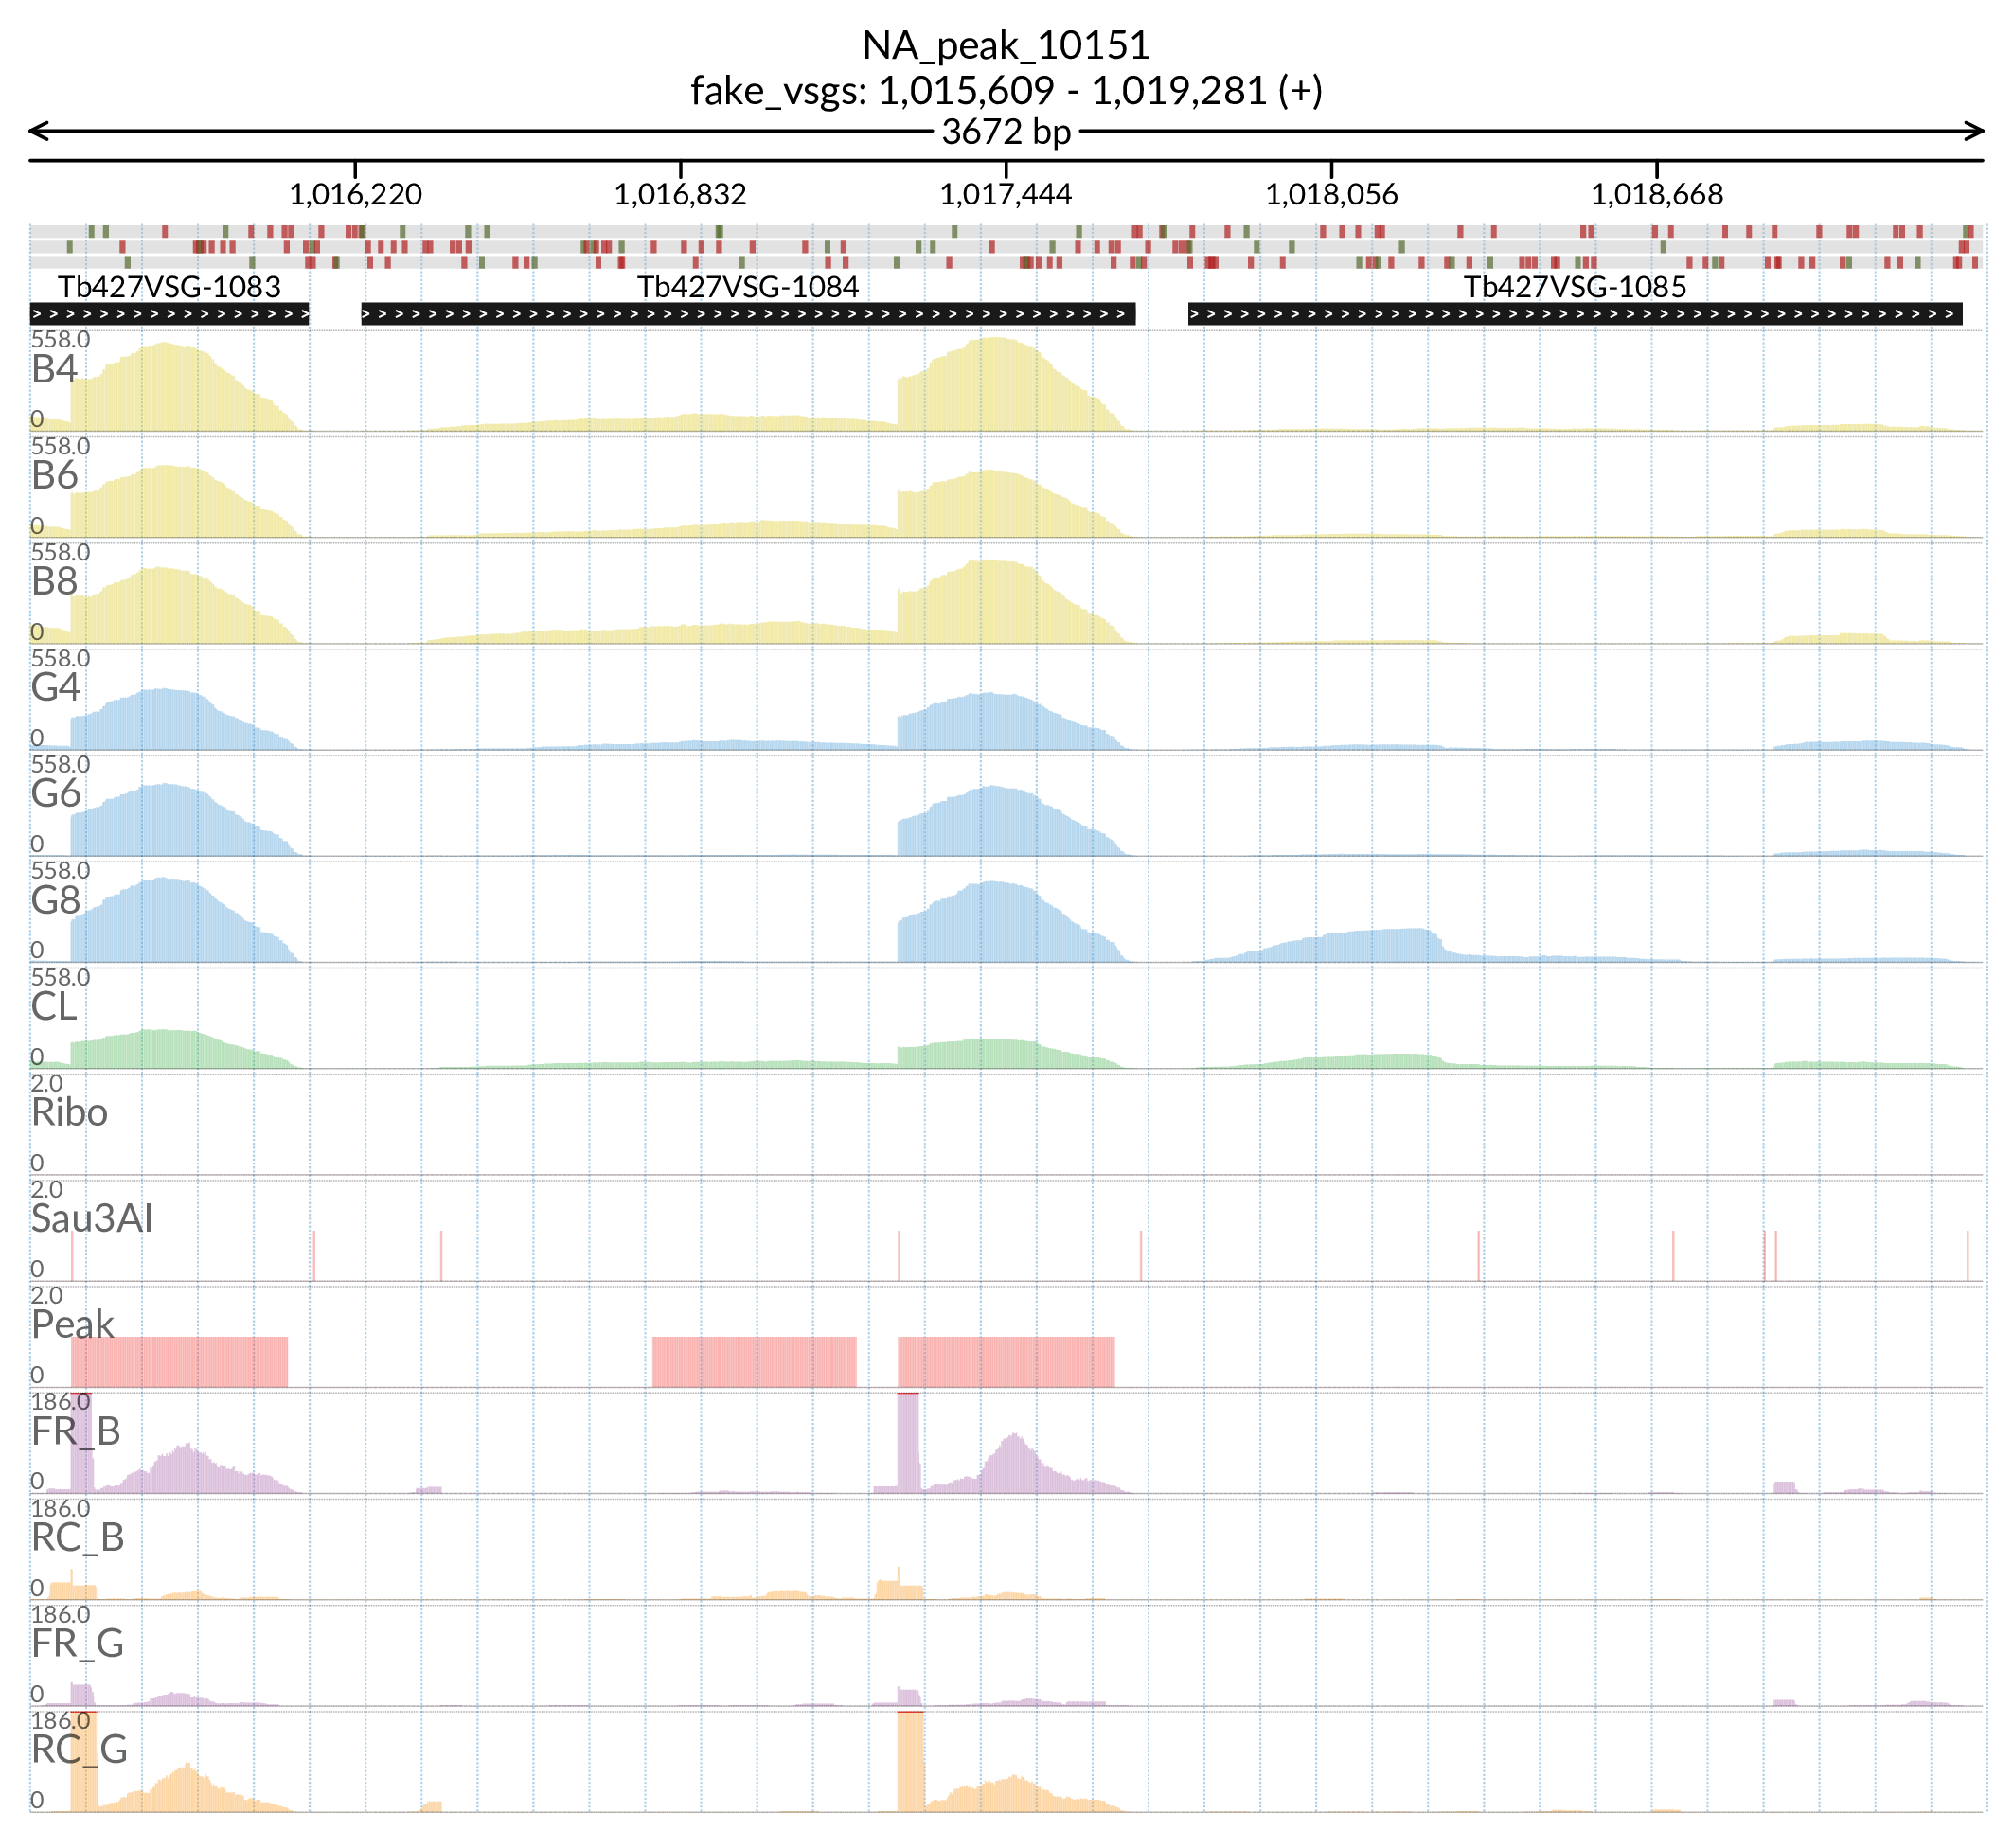 NA_peak_10151
fake_vsgs: 1,015,609 - 1,019,281 (+)
3672 bp
1,016,220 1,016,832 1,017,444 1,018,056 1,018,668
Tb427VSG-1083 Tb427VSG-1084 Tb427VSG-1085
558.0
B4
0
558.0
B6
0
558.0
B8
0
558.0
G4
0
558.0
G6
0
558.0
G8
0
558.0
CL
0
2.0
Ribo
0
2.0
Sau3AI
0
2.0
Peak
0
186.0
FR_B
0
186.0
RC_B
0
186.0
FR_G
0
186.0
RC_G
0